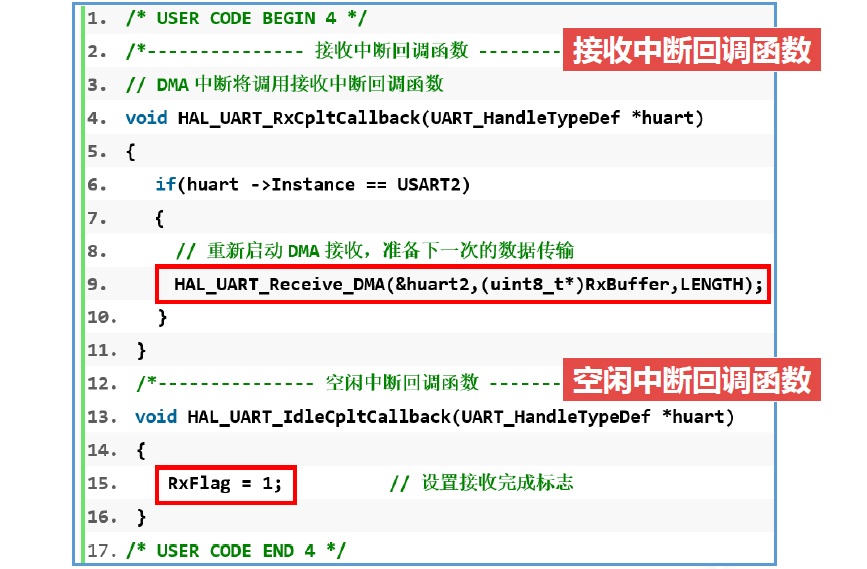 1. /* USER CODE BEGIN 4 */
2. /*--------------- 接收中断回调函数 --------
接收中断回调函数
3. // DMA 中断将调用接收中断回调函数
4. void HAL_UART_RxCpltCallback(UART_HandleTypeDef *huart)
5. {
6. if(huart ->Instance == USART2)
7. {
8. // 重新启动 DMA 接收，准备下一次的数据传输
9. HAL_UART_Receive_DMA(&huart2,(uint8_t*)RxBuffer,LENGTH);
10. }
11. }
12. /*--------------- 空闲中断回调函数 -------
空闲中断回调函数
13. void HAL_UART_IdleCpltCallback(UART_HandleTypeDef *huart)
14. {
15. RxFlag = 1; // 设置接收完成标志
16. }
17. /* USER CODE END 4 */